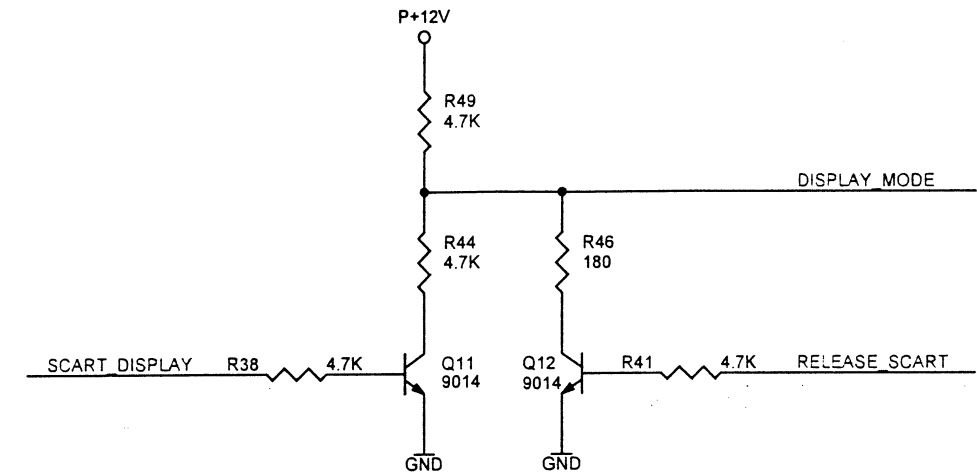 P+12V
R49
4.7K
DISPLAY_MODE
R44
4.7K
R46
180
SCART_DISPLAY
R38
4.7K
Q11
9014
Q12
9014
R41
4.7K
RELEASE_SCART
GND
GND